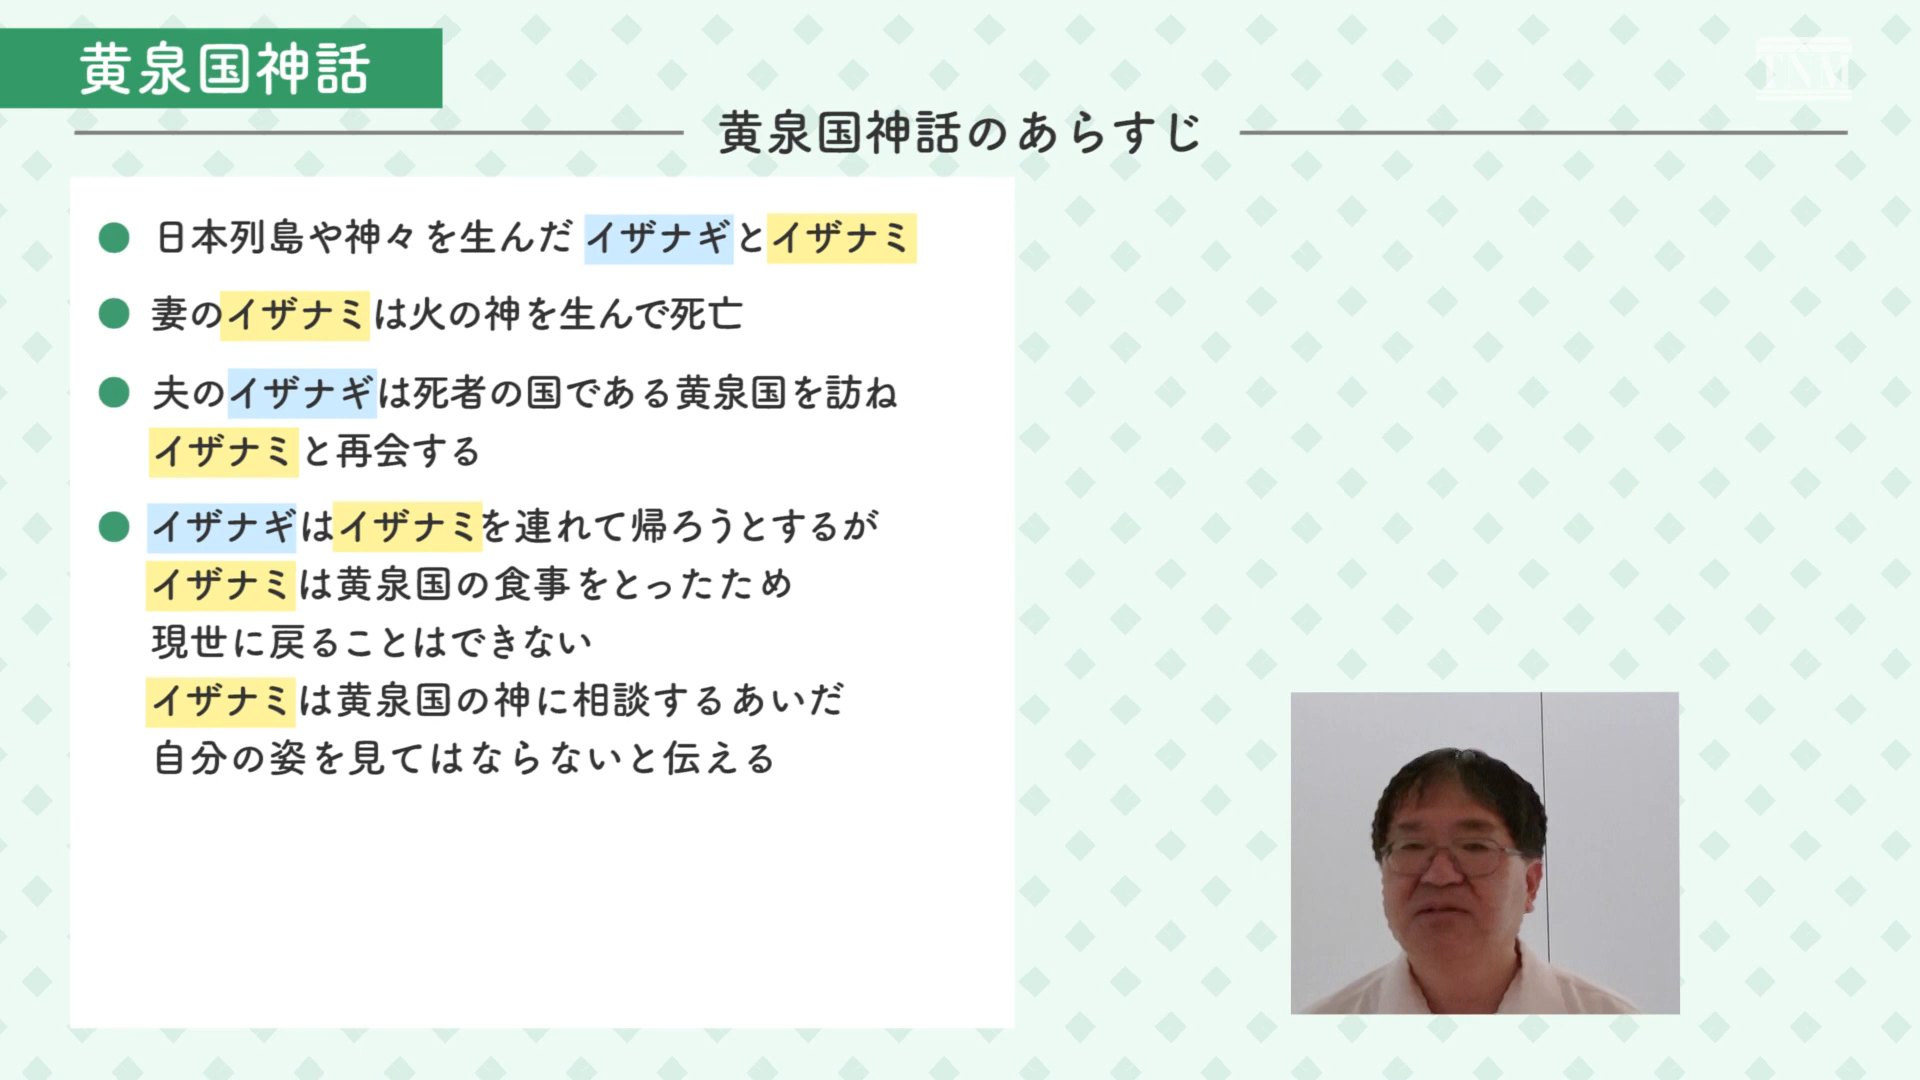 黄泉国神話
TNM
黄泉国神話のあらすじ
日本列島や神々を生んだ イザナギとイザナミ
妻のイザナミは火の神を生んで死亡
夫のイザナギは死者の国である黄泉国を訪ね
イザナミと再会する
イザナギはイザナミを連れて帰ろうとするが
イザナミは黄泉国の食事をとったため
現世に戻ることはできない
イザナミは黄泉国の神に相談するあいだ
自分の姿を見てはならないと伝える